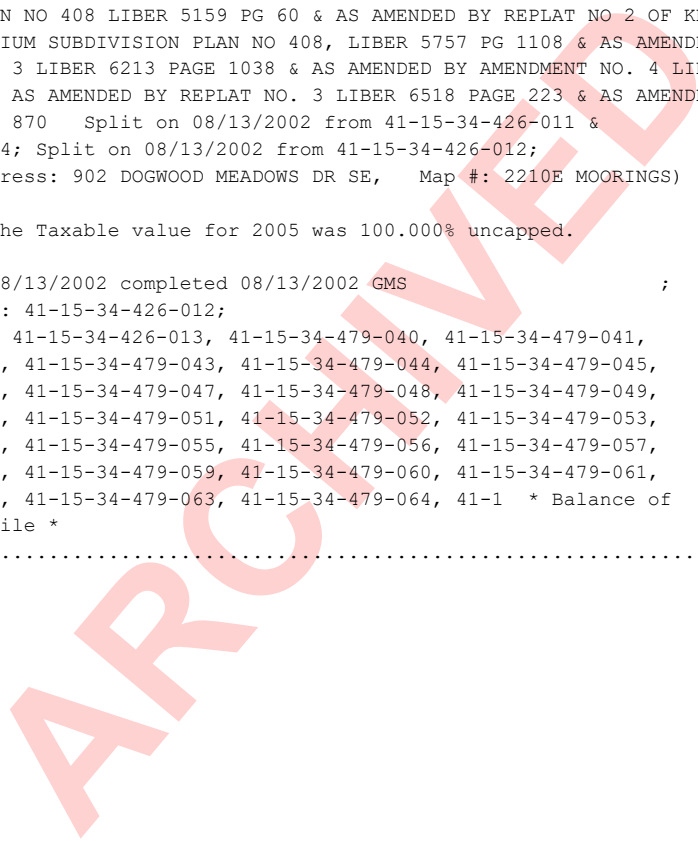 N NO 408 LIBER 5159 PG 60 & AS AMENDED BY REPLAT NO 2 OF
IUM SUBDIVISION PLAN NO 408, LIBER 5757 PG 1108 & AS AMEND
3 LIBER 6213 PAGE 1038 & AS AMENDED BY AMENDMENT NO. 4 LI
AS AMENDED BY REPLAT NO. 3 LIBER 6518 PAGE 223 & AS AMEND
870 Split on 08/13/2002 from 41-15-34-426-011 &
4; Split on 08/13/2002 from 41-15-34-426-012;
ress: 902 DOGWOOD MEADOWS DR SE, Map #: 2210E MOORINGS)
he Taxable value for 2005 was 100.000% uncapped.
8/13/2002 completed 08/13/2002 GMS ;
: 41-15-34-426-012;
41-15-34-426-013, 41-15-34-479-040, 41-15-34-479-041,
, 41-15-34-479-043, 41-15-34-479-044, 41-15-34-479-045,
, 41-15-34-479-047, 41-15-34-479-048, 41-15-34-479-049,
, 41-15-34-479-051, 41-15-34-479-052, 41-15-34-479-053,
, 41-15-34-479-055, 41-15-34-479-056, 41-15-34-479-057,
, 41-15-34-479-059, 41-15-34-479-060, 41-15-34-479-061,
, 41-15-34-479-063, 41-15-34-479-064, 41-1 * Balance of
ile *
.........................................................
ARCHIVED